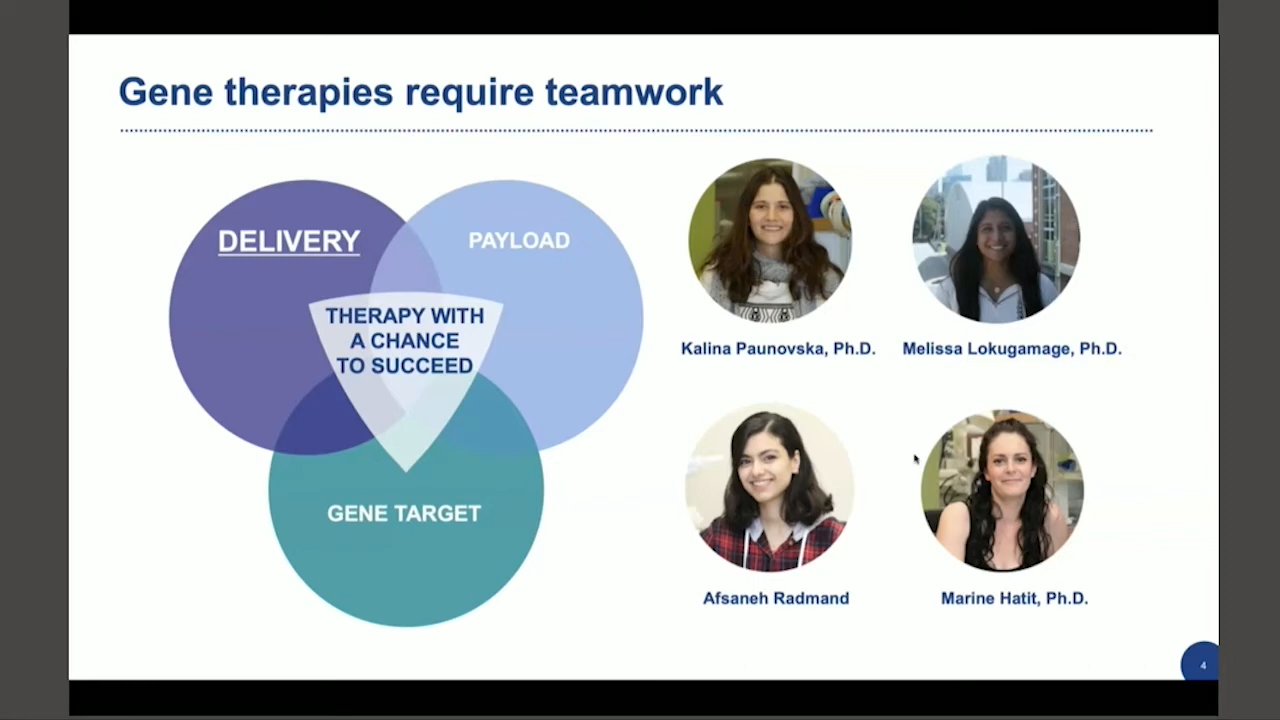 Gene therapies require teamwork
DELIVERY
PAYLOAD
THERAPY WITH
A CHANCE
TO SUCCEED
GENE TARGET
Kalina Paunovska, Ph.D.
Melissa Lokugamage, Ph.D.
Afsaneh Radmand
Marine Hatit, Ph.D.
4